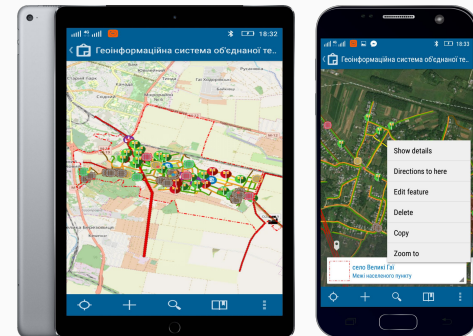 18:32
Геоінформаційна система об'єднаної те..
18:33
Геоінформаційна система об'єднаної те..
Show details
Directions to here
Edit feature
Delete
Copy
Zoom to
село Великі Гаї
Межі населеного пункту